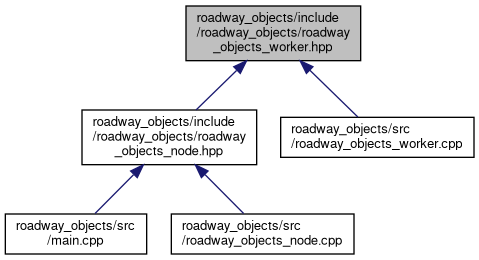 roadway_objects/include
/roadway_objects/roadway
_objects_worker.hpp
roadway_objects/include
/roadway_objects/roadway
_objects_node.hpp
roadway_objects/src
/roadway_objects_worker.cpp
roadway_objects/src
/main.cpp
roadway_objects/src
/roadway_objects_node.cpp